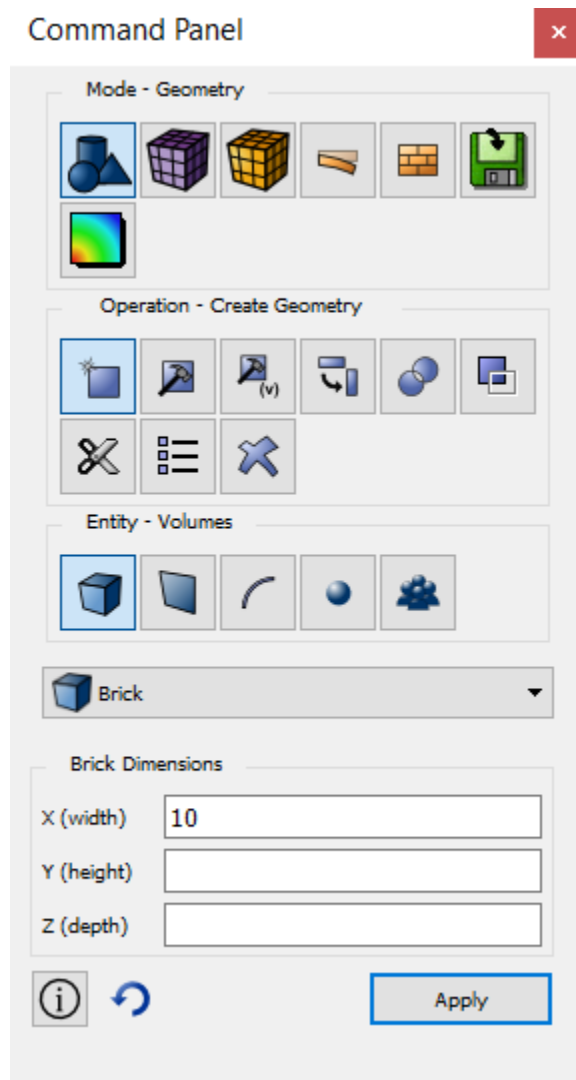 Command Panel
Mode - Geometry
Operation - Create Geometry
(v)
Entity - Volumes
Brick
Brick Dimensions
X (width) 10
Y (height)
Z (depth)
Apply